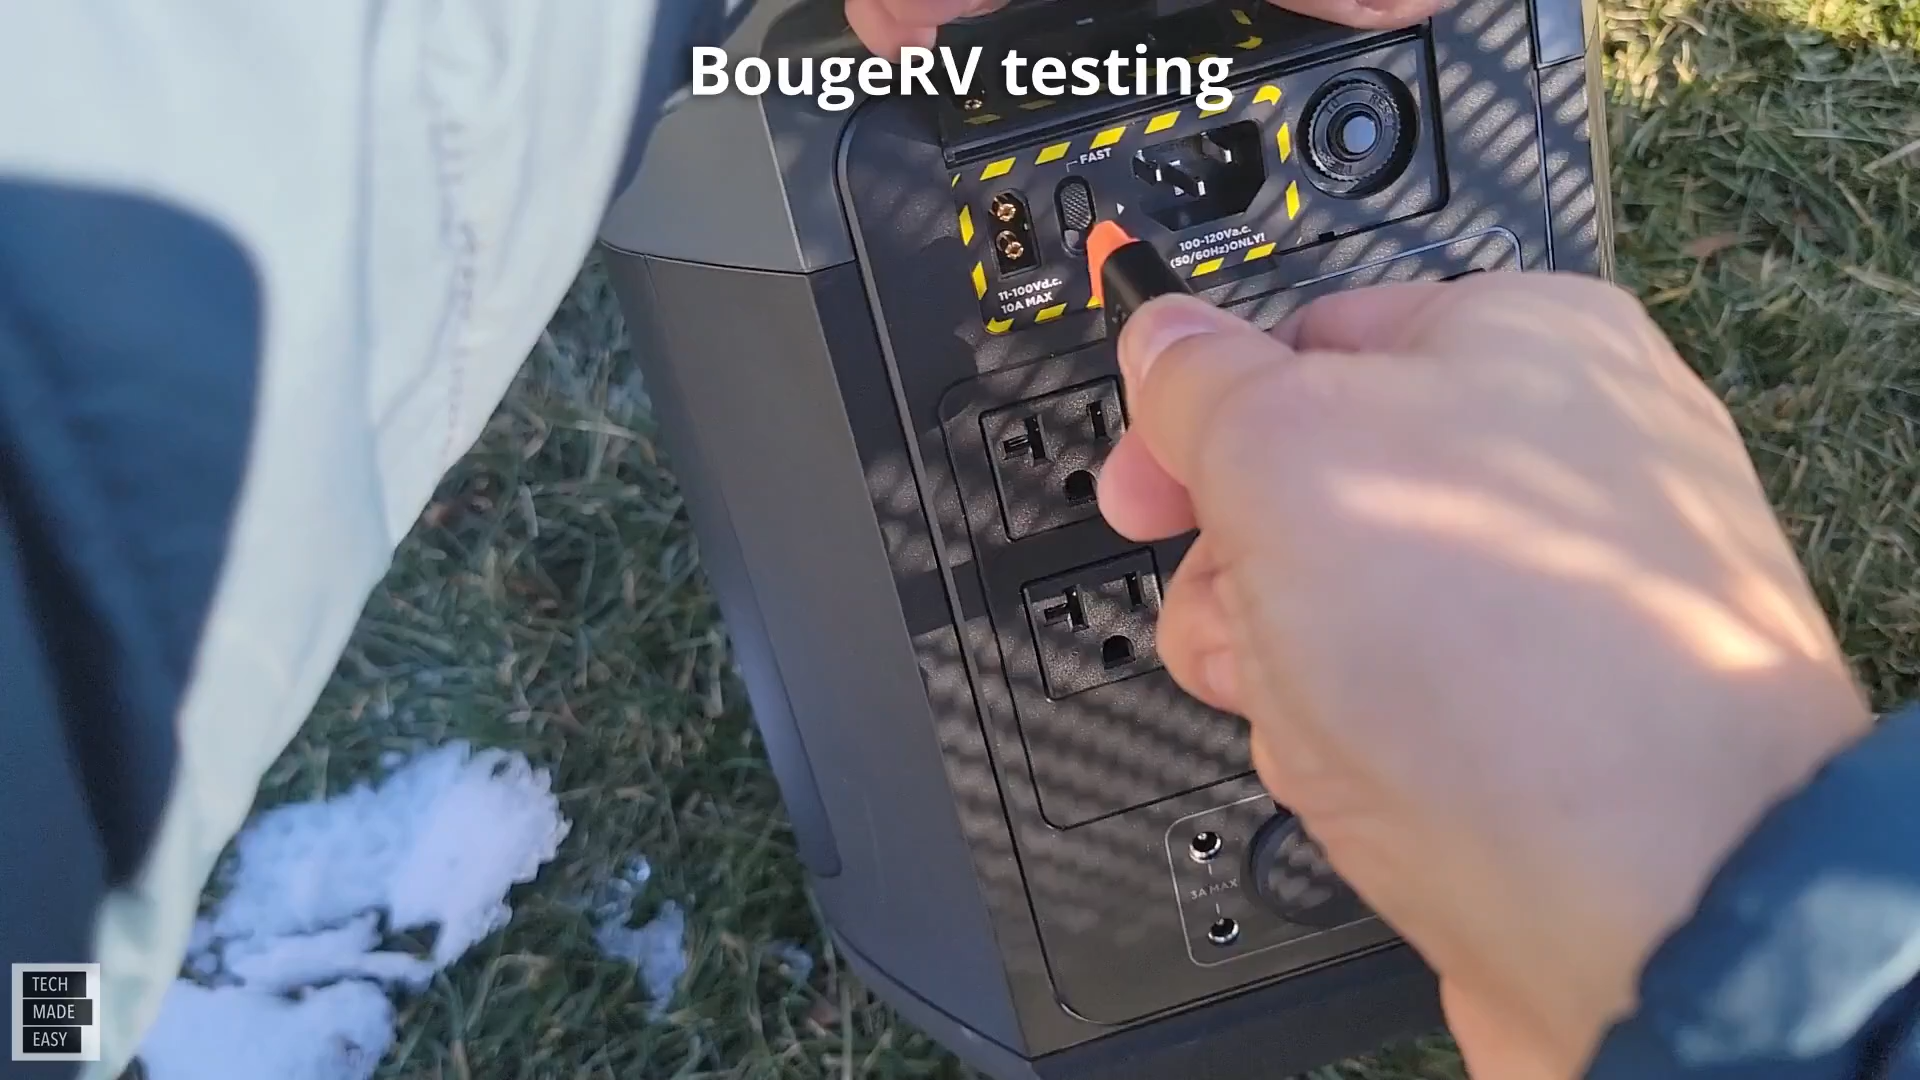 BougeRV testing
FAST
100-120Va.c.
(50/60Hz)ONLY!
11-100Vd.c.
10A MAX
3A MAX
TECH
MADE
EASY